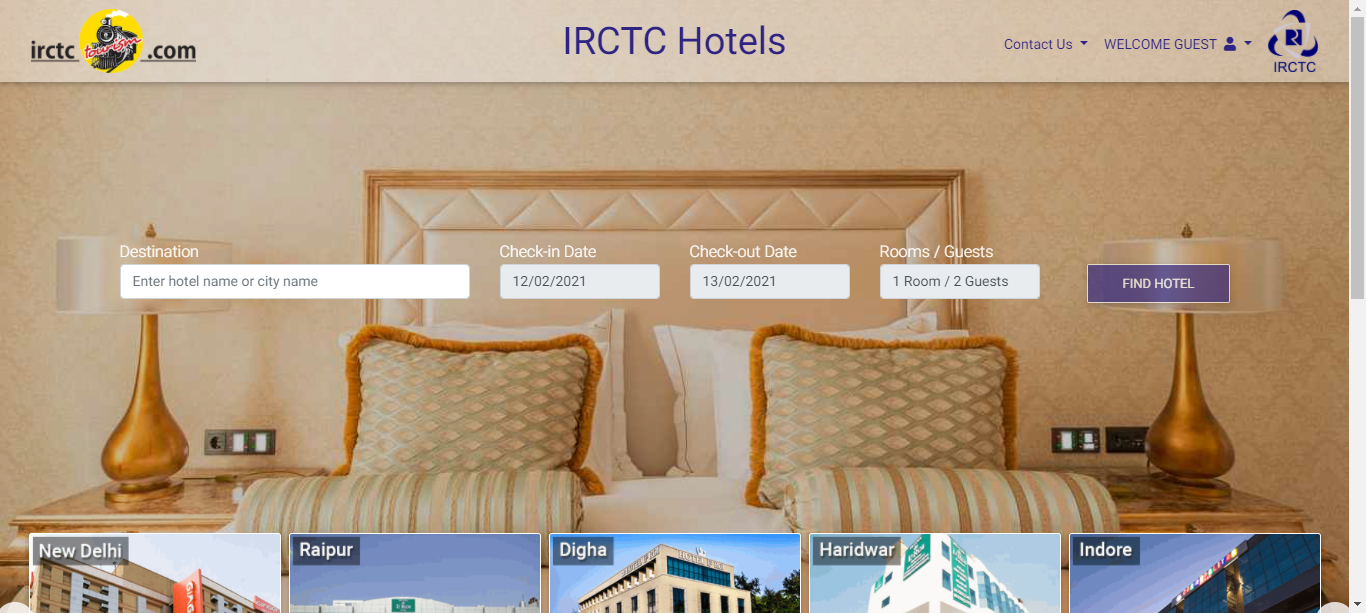 irctc tourism .com
IRCTC Hotels
Contact Us
WELCOME GUEST
IRCTC
Destination
Check-in Date
Check-out Date
Rooms / Guests
Enter hotel name or city name
12/02/2021
13/02/2021
1 Room / 2 Guests
FIND HOTEL
New Delhi
Raipur
Digha
Haridwar
Indore